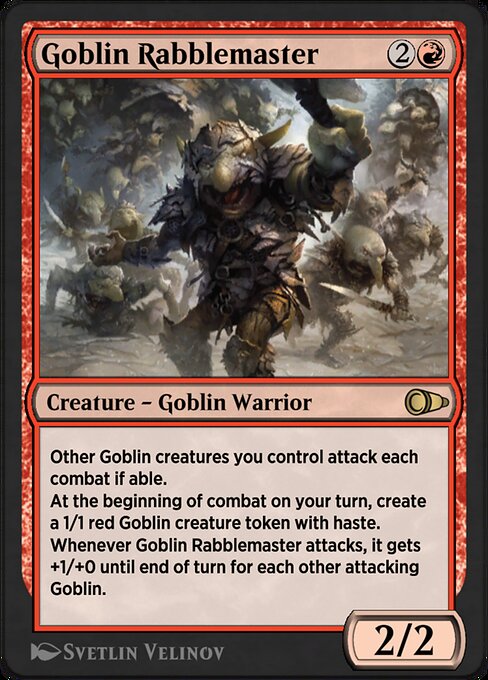 Goblin Rabblemaster 2
Creature – Goblin Warrior
Other Goblin creatures you control attack each
combat if able.
At the beginning of combat on your turn, create
a 1/1 red Goblin creature token with haste.
Whenever Goblin Rabblemaster attacks, it gets
+1/+0 until end of turn for each other attacking
Goblin.
2/2
Svetlin Velinov